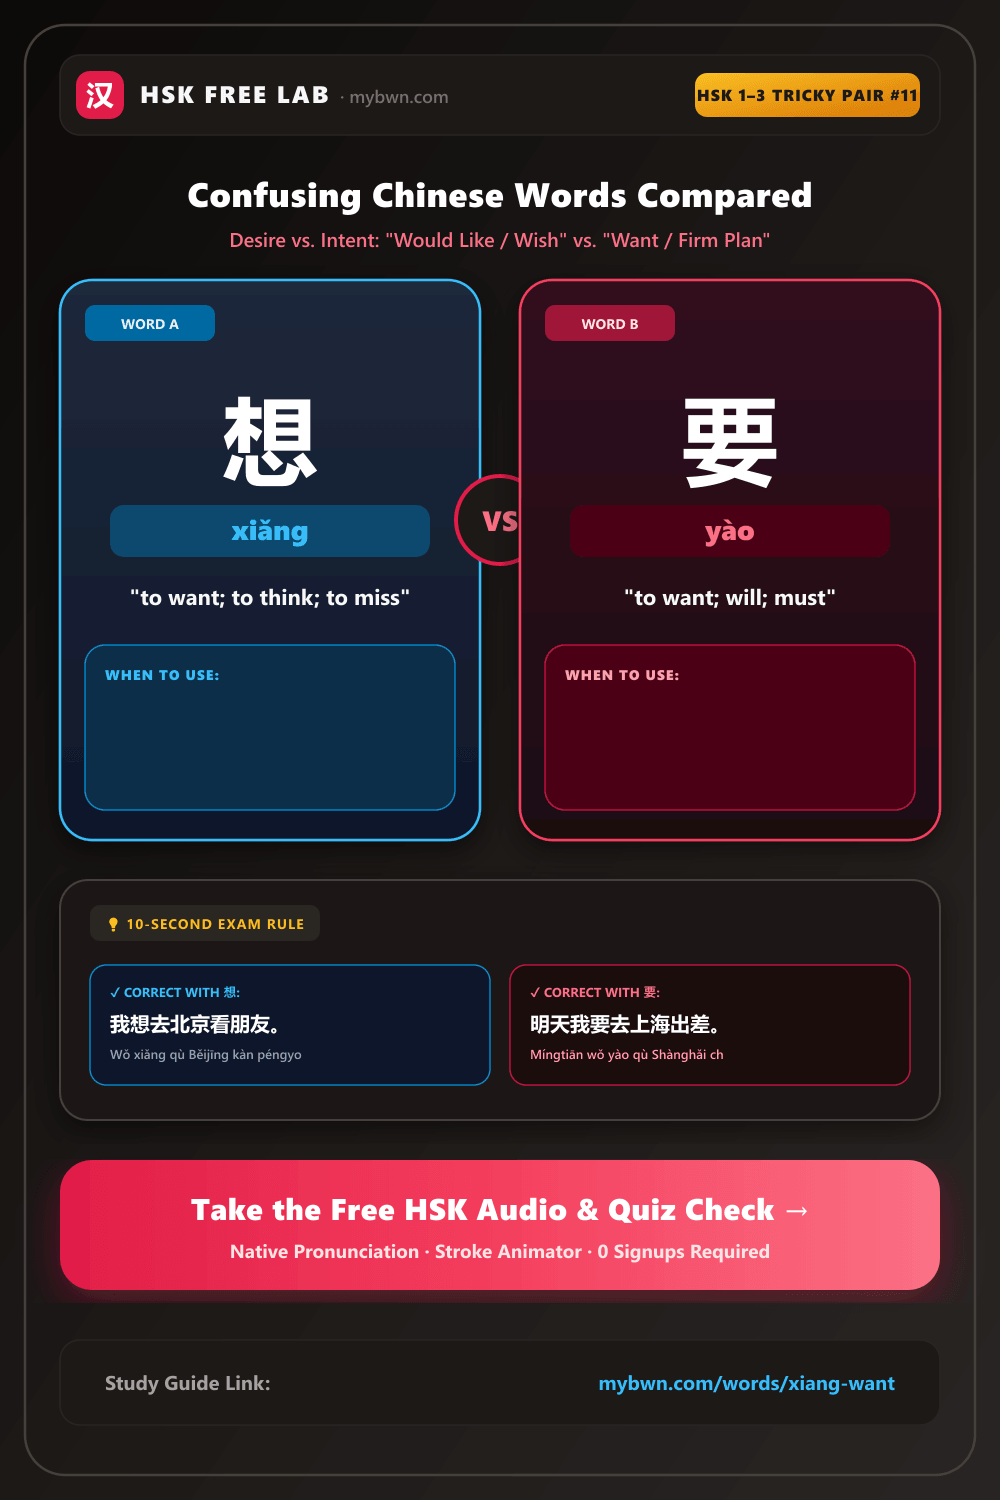 汉 HSK FREE LAB · mybwn.com
HSK 1–3 TRICKY PAIR #11
Confusing Chinese Words Compared
Desire vs. Intent: "Would Like / Wish" vs. "Want / Firm Plan"
WORD A
想
xiǎng
"to want; to think; to miss"
WHEN TO USE:
VS
WORD B
要
yào
"to want; will; must"
WHEN TO USE:
10-SECOND EXAM RULE
✓ CORRECT WITH 想:
我想去北京看朋友。
Wǒ xiǎng qù Běijīng kàn péngyo
✓ CORRECT WITH 要:
明天我要去上海出差。
Míngtiān wǒ yào qù Shànghǎi ch
Take the Free HSK Audio & Quiz Check →
Native Pronunciation · Stroke Animator · 0 Signups Required
Study Guide Link:
mybwn.com/words/xiang-want